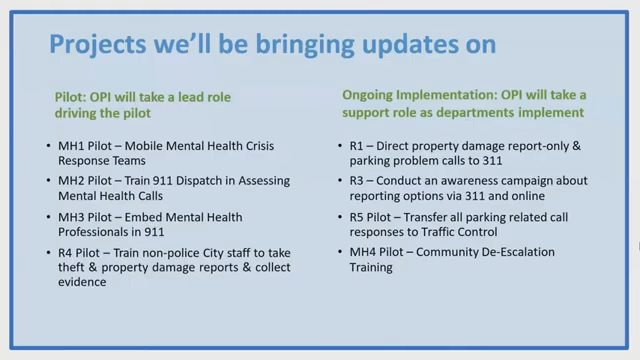 Projects we'll be bringing updates on
Pilot: OPI will take a lead role
driving the pilot
• MH1 Pilot – Mobile Mental Health Crisis
Response Teams
• MH2 Pilot – Train 911 Dispatch in Assessing
Mental Health Calls
• MH3 Pilot – Embed Mental Health
Professionals in 911
• R4 Pilot – Train non-police City staff to take
theft & property damage reports & collect
evidence
Ongoing Implementation: OPI will take a
support role as departments implement
• R1 – Direct property damage report-only &
parking problem calls to 311
• R3 – Conduct an awareness campaign about
reporting options via 311 and online
• R5 Pilot – Transfer all parking related call
responses to Traffic Control
• MH4 Pilot – Community De-Escalation
Training